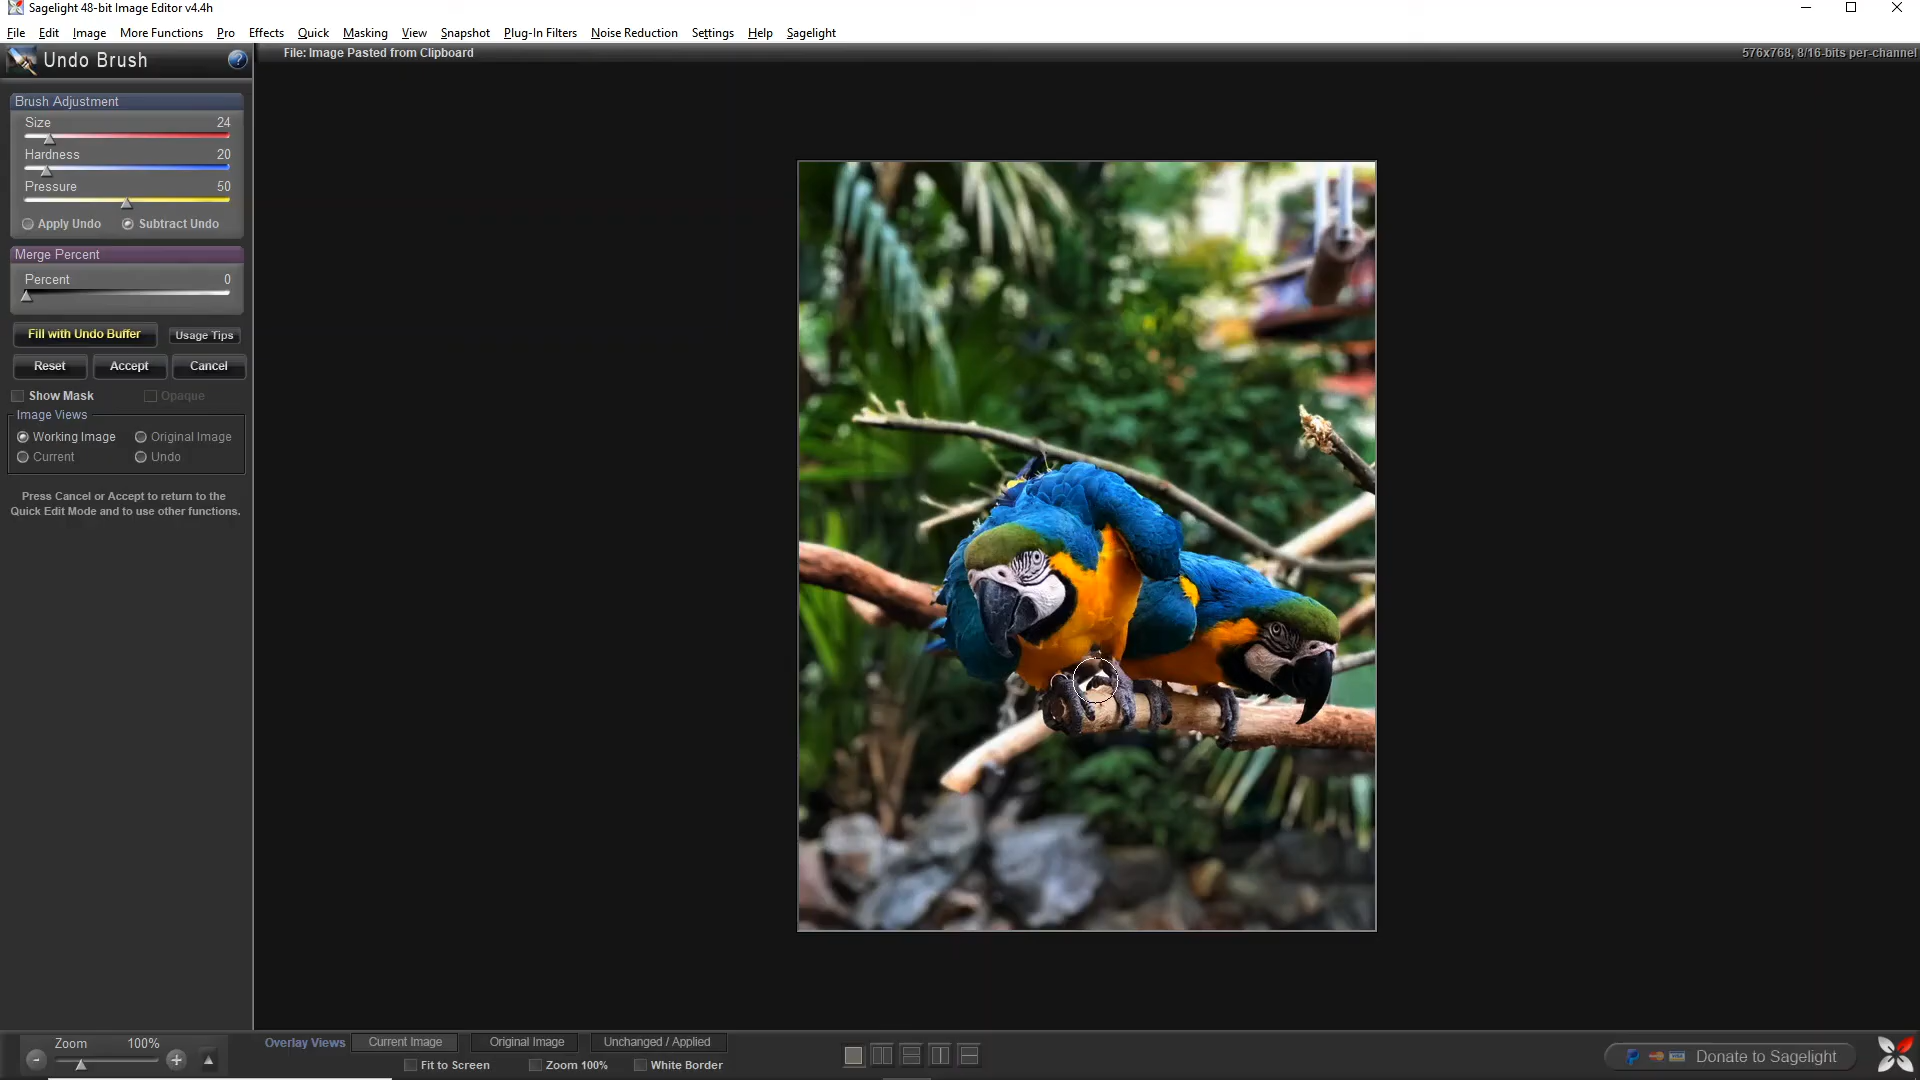 Sagelight 48-bit Image Editor v4.4h
File Edit Image More Functions Pro Effects Quick Masking View Snapshot Plug-In Filters Noise Reduction Settings Help Sagelight
Undo Brush ?
File: Image Pasted from Clipboard
576x768, 8/16-bits per-channel
Brush Adjustment
Size 24
Hardness 20
Pressure 50
Apply Undo Subtract Undo
Merge Percent
Percent 0
Fill with Undo Buffer Usage Tips
Reset Accept Cancel
Show Mask Opaque
Image Views
Working Image Original Image
Current Undo
Press Cancel or Accept to return to the
Quick Edit Mode and to use other functions.
Zoom 100%
Overlay Views Current Image Original Image Unchanged / Applied
Fit to Screen Zoom 100% White Border
Donate to Sagelight